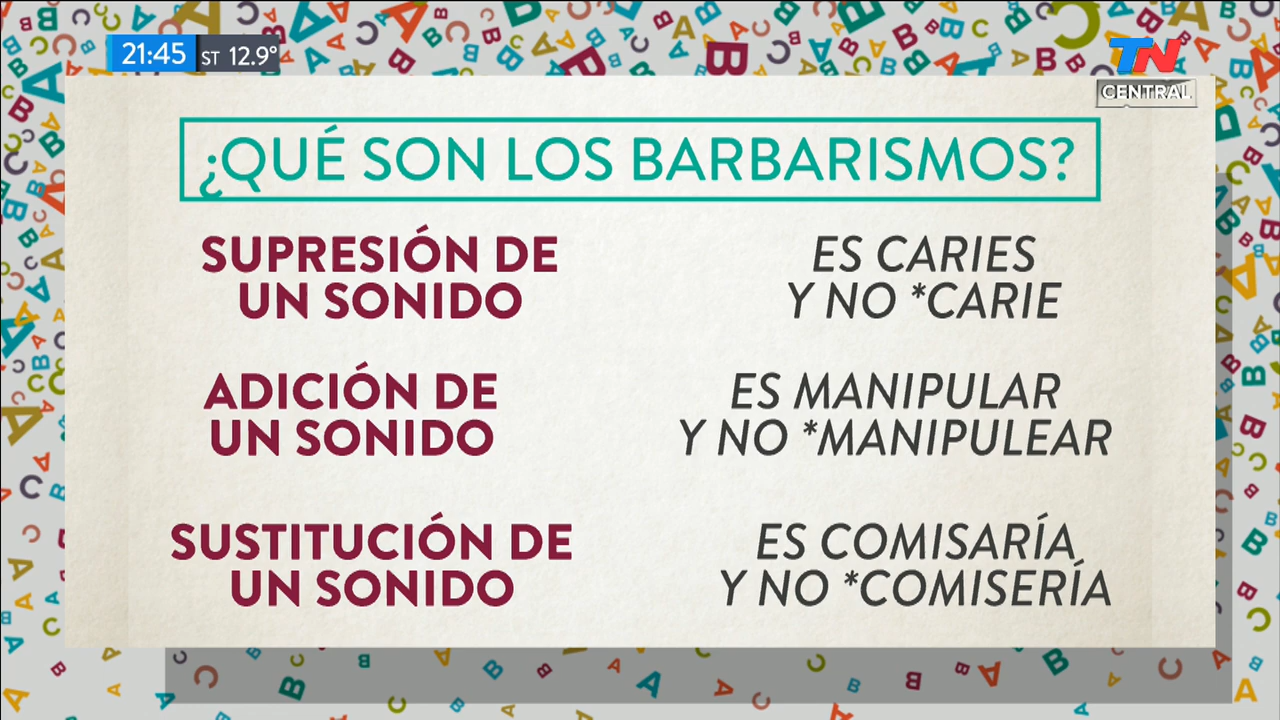 21:45 ST 12.9°
TN
CENTRAL
¿QUÉ SON LOS BARBARISMOS?
SUPRESIÓN DE
UN SONIDO
ES CARIES
Y NO *CARIE
ADICIÓN DE
UN SONIDO
ES MANIPULAR
Y NO *MANIPULEAR
SUSTITUCIÓN DE
UN SONIDO
ES COMISARÍA
Y NO *COMISERÍA